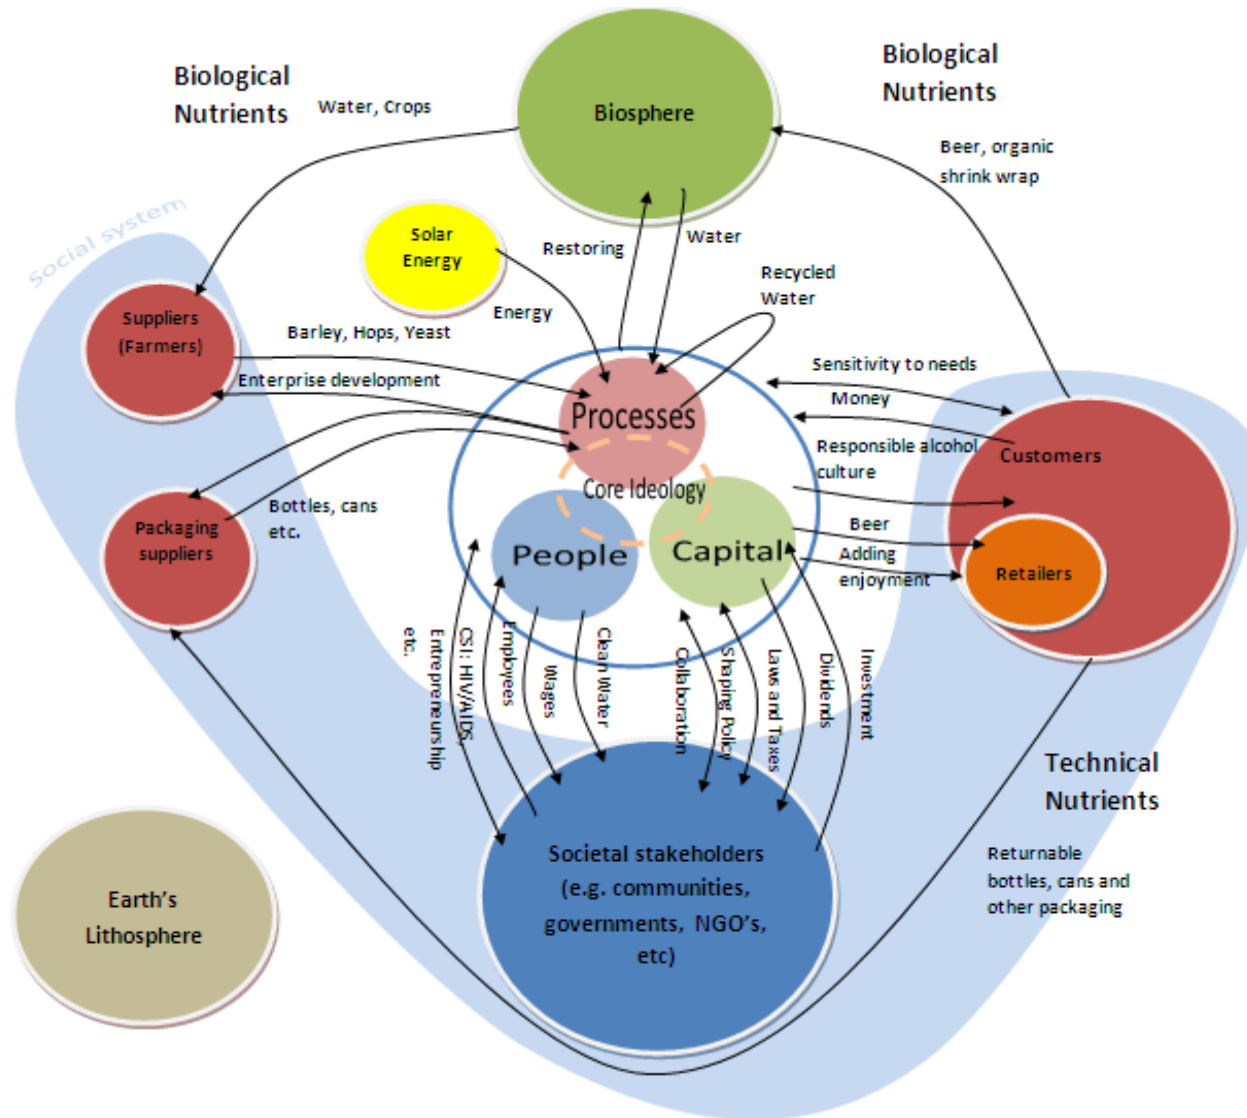 Biological
Nutrients
Biological
Nutrients
Water, Crops
Biosphere
Beer, organic
shrink wrap
Social system
Solar
Energy
Restoring
Water
Recycled
Water
Energy
Suppliers
(Farmers)
Barley, Hops, Yeast
Enterprise development
Sensitivity to needs
Money
Processes
Responsible alcohol
culture
Customers
Core Ideology
Bottles, cans
etc.
Packaging
suppliers
People
Capital
Beer
Adding
enjoyment
Retailers
etc.
Entrepreneurship
CSI: HIV/AIDS,
Employees
Wages
Clean Water
Collaboration
Shaping Policy
Laws and Taxes
Dividends
Investment
Technical
Nutrients
Societal stakeholders
(e.g. communities,
governments, NGO's,
etc)
Returnable
bottles, cans and
other packaging
Earth's
Lithosphere